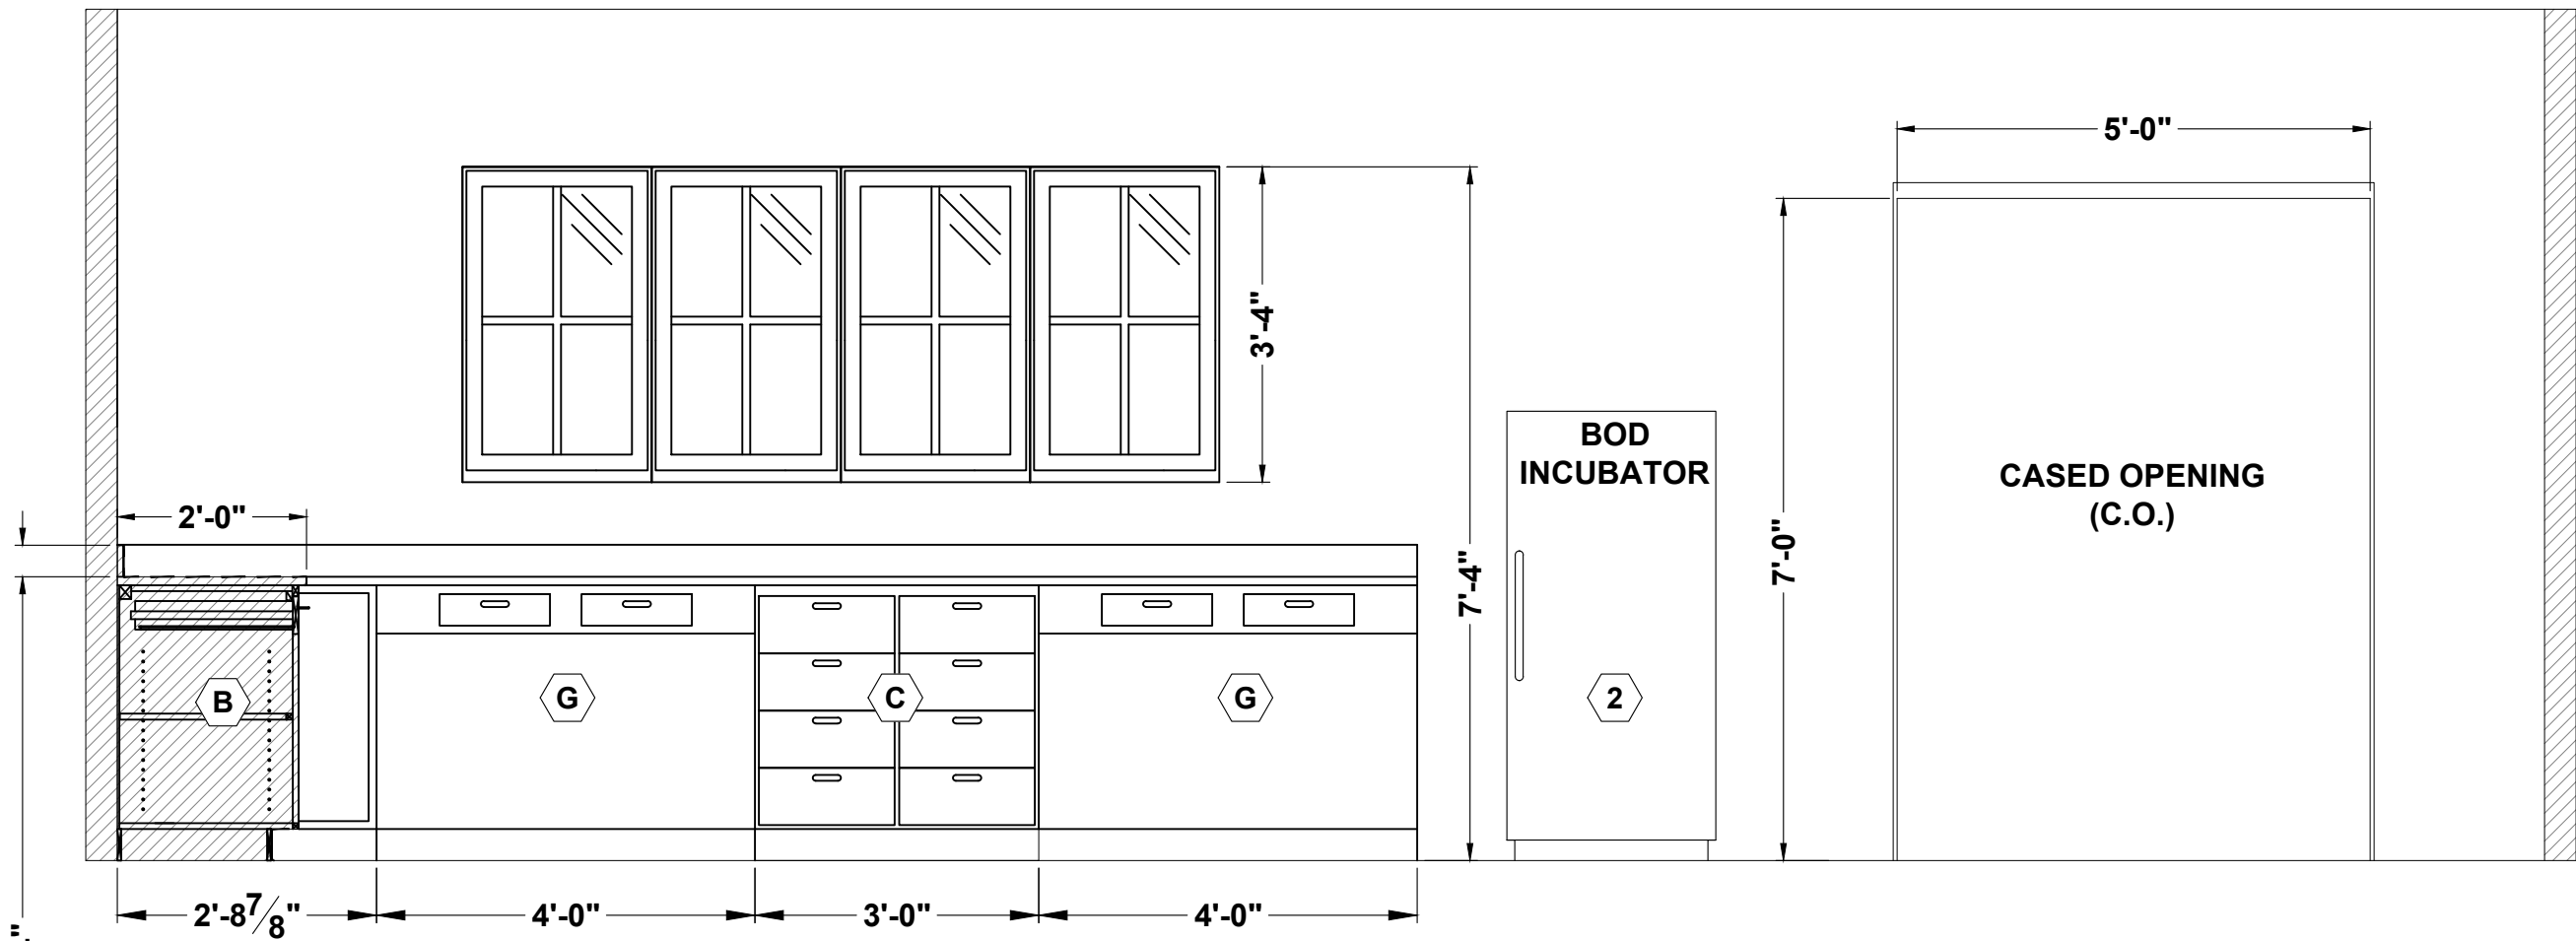 5'-0"
3'-4"
7'-4"
BOD
INCUBATOR
CASED OPENING
(C.O.)
2'-0"
7'-0"
B
G
C
G
2
2'-8 7/8"
4'-0"
3'-0"
4'-0"